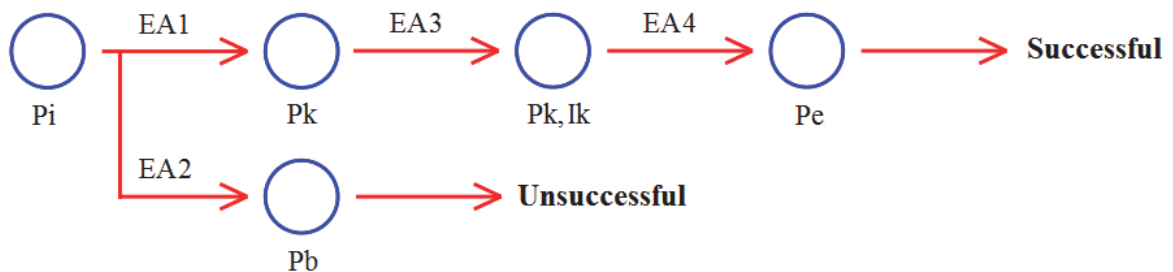 EA1
EA3
EA4
Successful
Pi
Pk
Pk, Ik
Pe
EA2
Unsuccessful
Pb